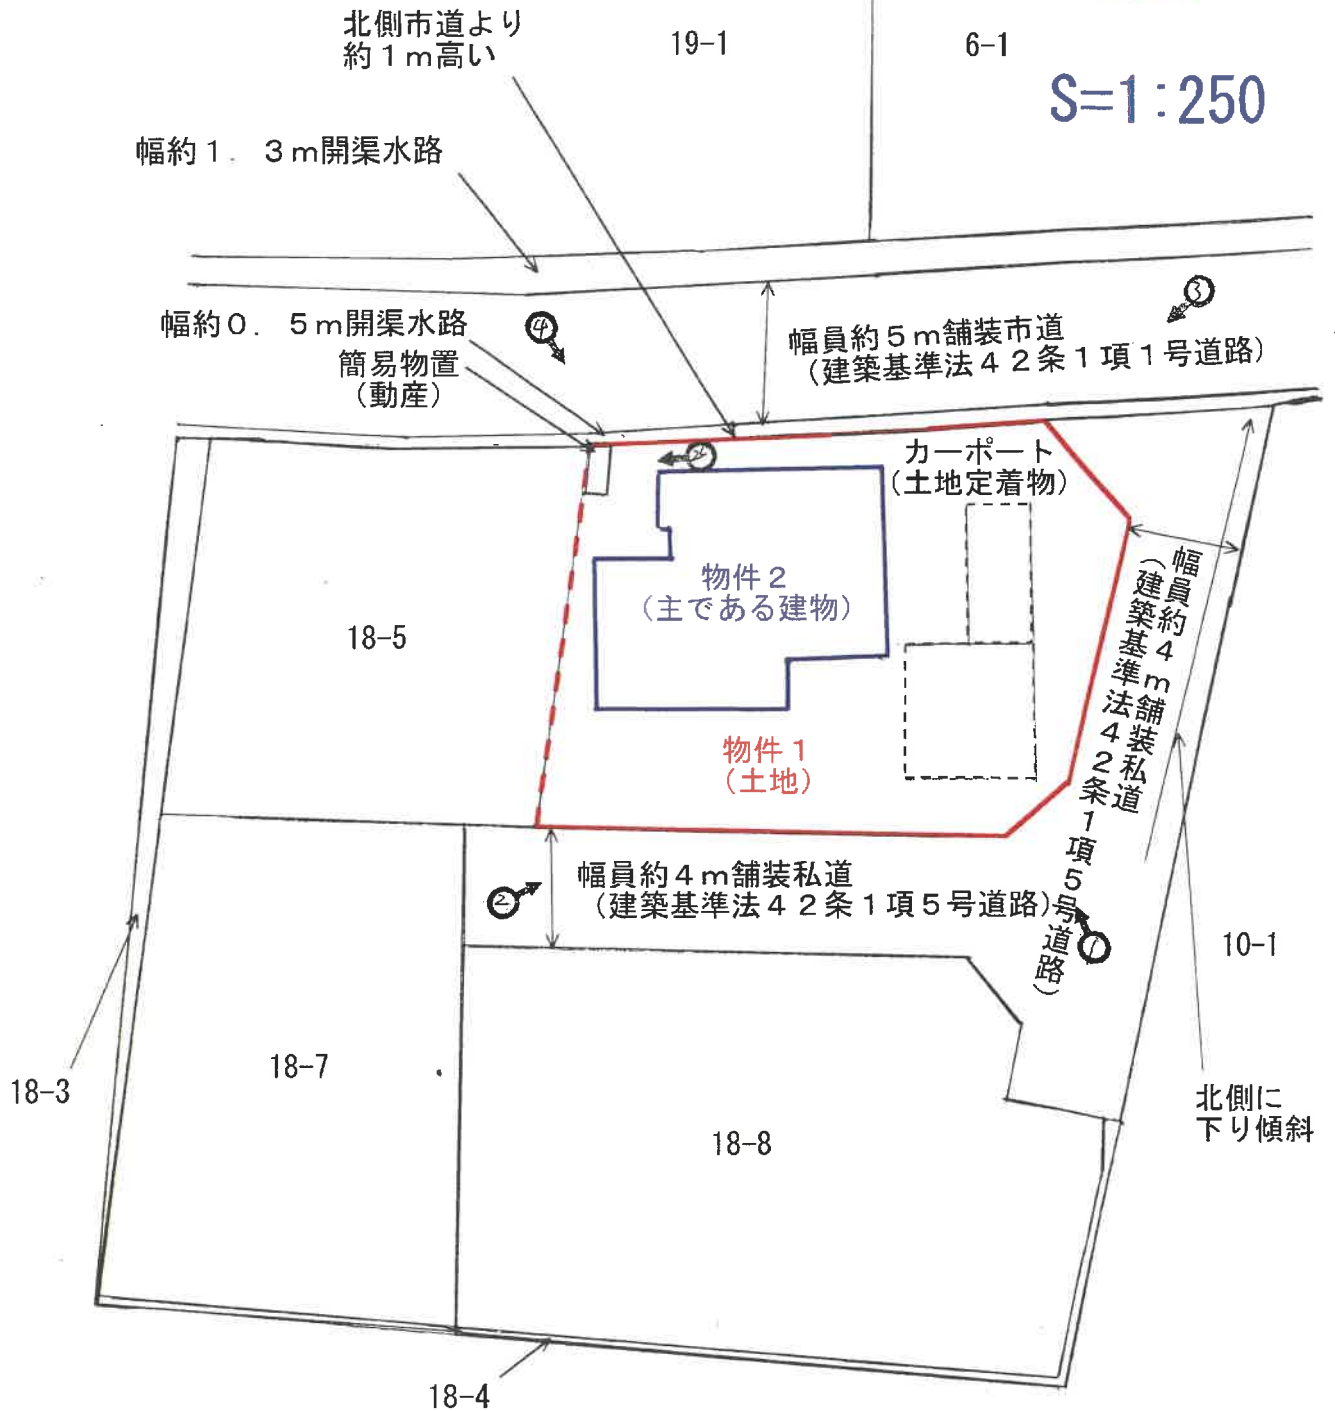 北側市道より
約１ｍ高い
19-1
6-1
S=1:250
幅約１．３ｍ開渠水路
幅約０．５ｍ開渠水路
簡易物置
（動産）
④
③
幅員約５ｍ舗装市道
（建築基準法４２条１項１号道路）
カーポート
（土地定着物）
物件２
（主である建物）
18-5
幅員約４ｍ舗装私道
（建築基準法４２条１項５号道路）
物件１
（土地）
幅員約４ｍ舗装私道
（建築基準法４２条１項５号道路）
②
①
10-1
18-7
18-3
18-8
北側に
下り傾斜
18-4